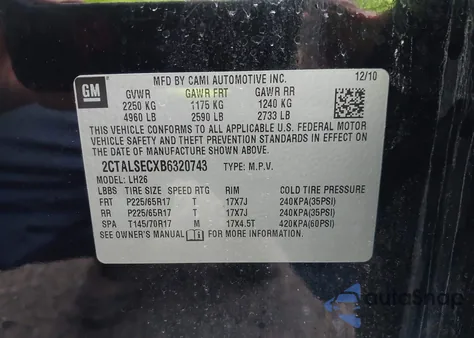 GM
MFD BY CAMI AUTOMOTIVE INC. 12/10
GVWR GAWR FRT GAWR RR
2250 KG 1175 KG 1240 KG
4960 LB 2590 LB 2733 LB
THIS VEHICLE CONFORMS TO ALL APPLICABLE U.S. FEDERAL MOTOR
VEHICLE SAFETY AND THEFT PREVENTION STANDARDS IN EFFECT
ON THE DATE OF MANUFACTURE SHOWN ABOVE.
2CTALSECXB6320743 TYPE: M.P.V.
MODEL: LH26
LBBS TIRE SIZE SPEED RTG RIM COLD TIRE PRESSURE
FRT P225/65R17 T 17X7J 240KPA(35PSI)
RR P225/65R17 T 17X7J 240KPA(35PSI)
SPA T145/70R17 M 17X4.5T 420KPA(60PSI)
SEE OWNER'S MANUAL FOR MORE INFORMATION.
autoSnap